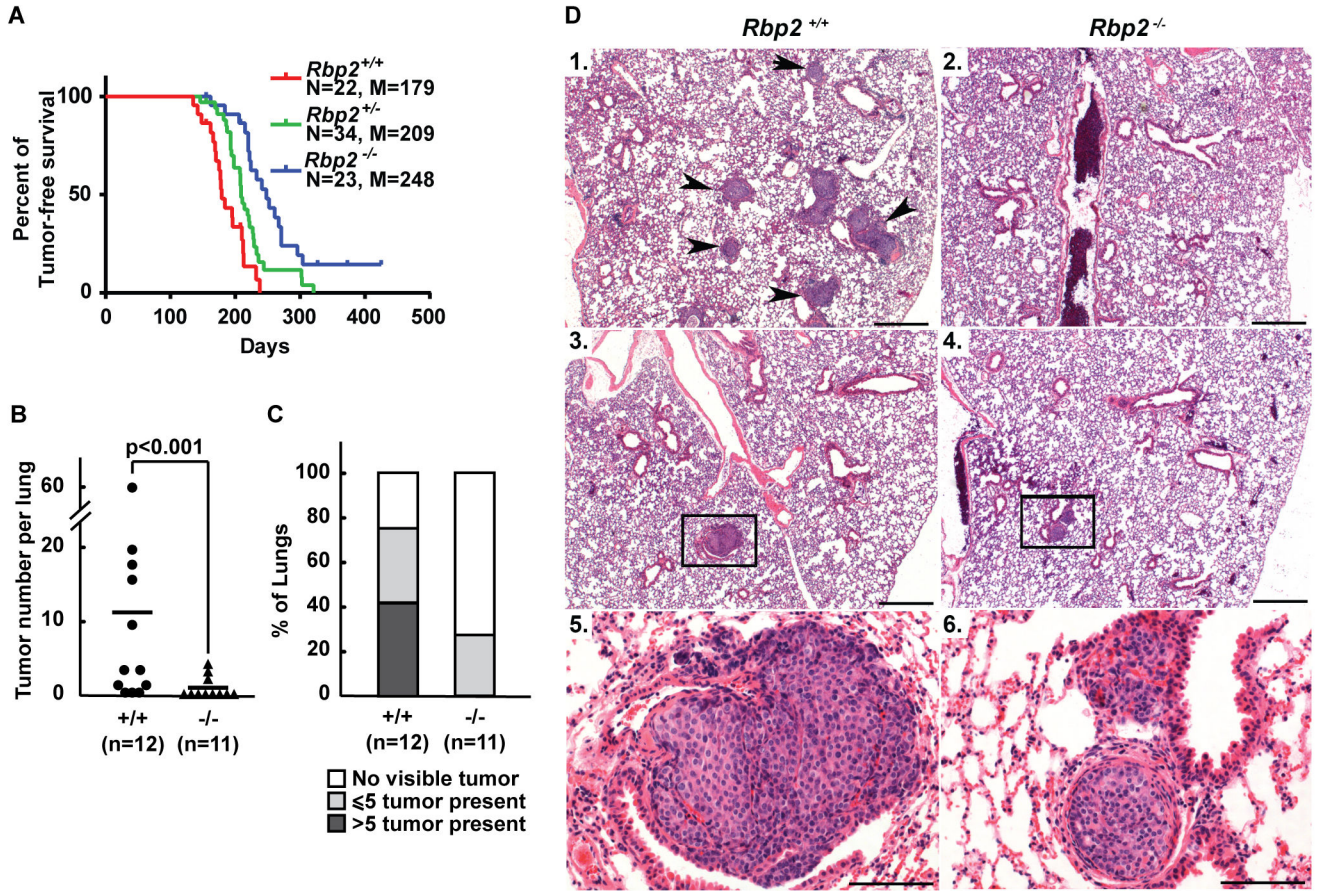 A
Rbp2 +/+
N=22, M=179
Rbp2 +/-
N=34, M=209
Rbp2 -/-
N=23, M=248
Percent of
Tumor-free survival
100
50
0
0 100 200 300 400 500
Days
B
p<0.001
Tumor number per lung
60
20
10
0
+/+ -/-
(n=12) (n=11)
C
% of Lungs
100
80
60
40
20
0
+/+ -/-
(n=12) (n=11)
No visible tumor
⩽5 tumor present
>5 tumor present
D
Rbp2 +/+ Rbp2 -/-
1. 2.
3. 4.
5. 6.